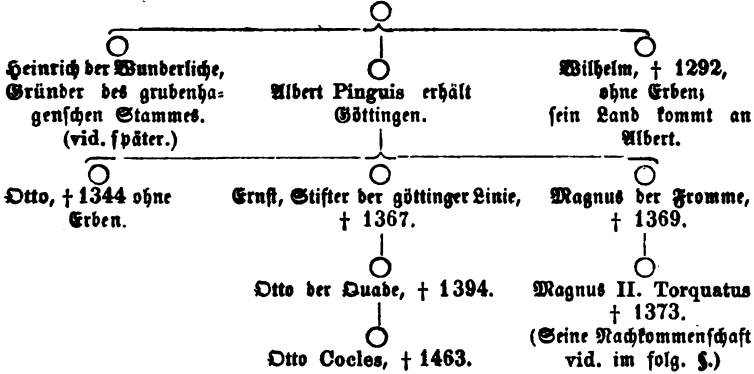 Heinrich der Wunderliche,
Gründer des grubenha=
genschen Stammes.
(vid. später.)
Albert Pinguis erhält
Göttingen.
Wilhelm, † 1292,
ohne Erben;
sein Land kommt an
Albert.
Otto, † 1344 ohne
Erben.
Ernst, Stifter der göttinger Linie,
† 1367.
Magnus der Fromme,
† 1369.
Otto der Quade, † 1394.
Magnus II. Torquatus
† 1373.
(Seine Nachkommenschaft
vid. im folg. §.)
Otto Cocles, † 1463.